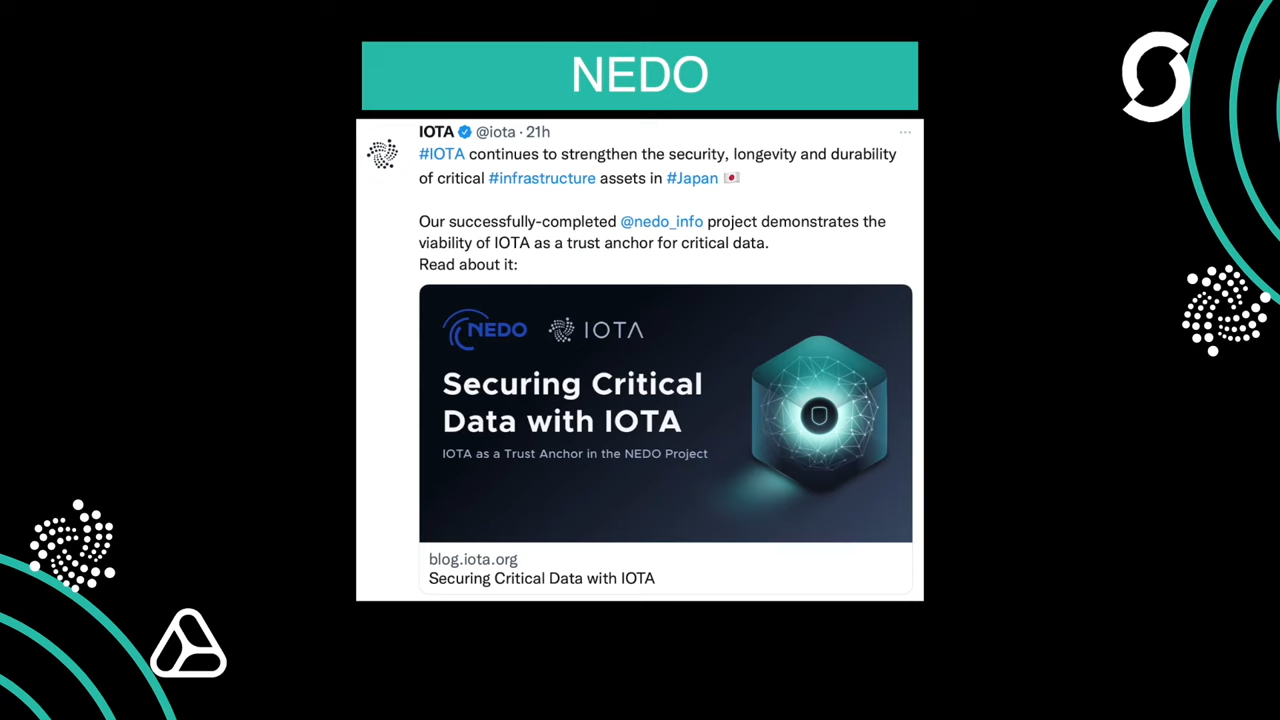 NEDO
IOTA @iota · 21h
#IOTA continues to strengthen the security, longevity and durability
of critical #infrastructure assets in #Japan 🇯🇵
Our successfully-completed @nedo_info project demonstrates the
viability of IOTA as a trust anchor for critical data.
Read about it:
NEDO IOTA
Securing Critical
Data with IOTA
IOTA as a Trust Anchor in the NEDO Project
blog.iota.org
Securing Critical Data with IOTA